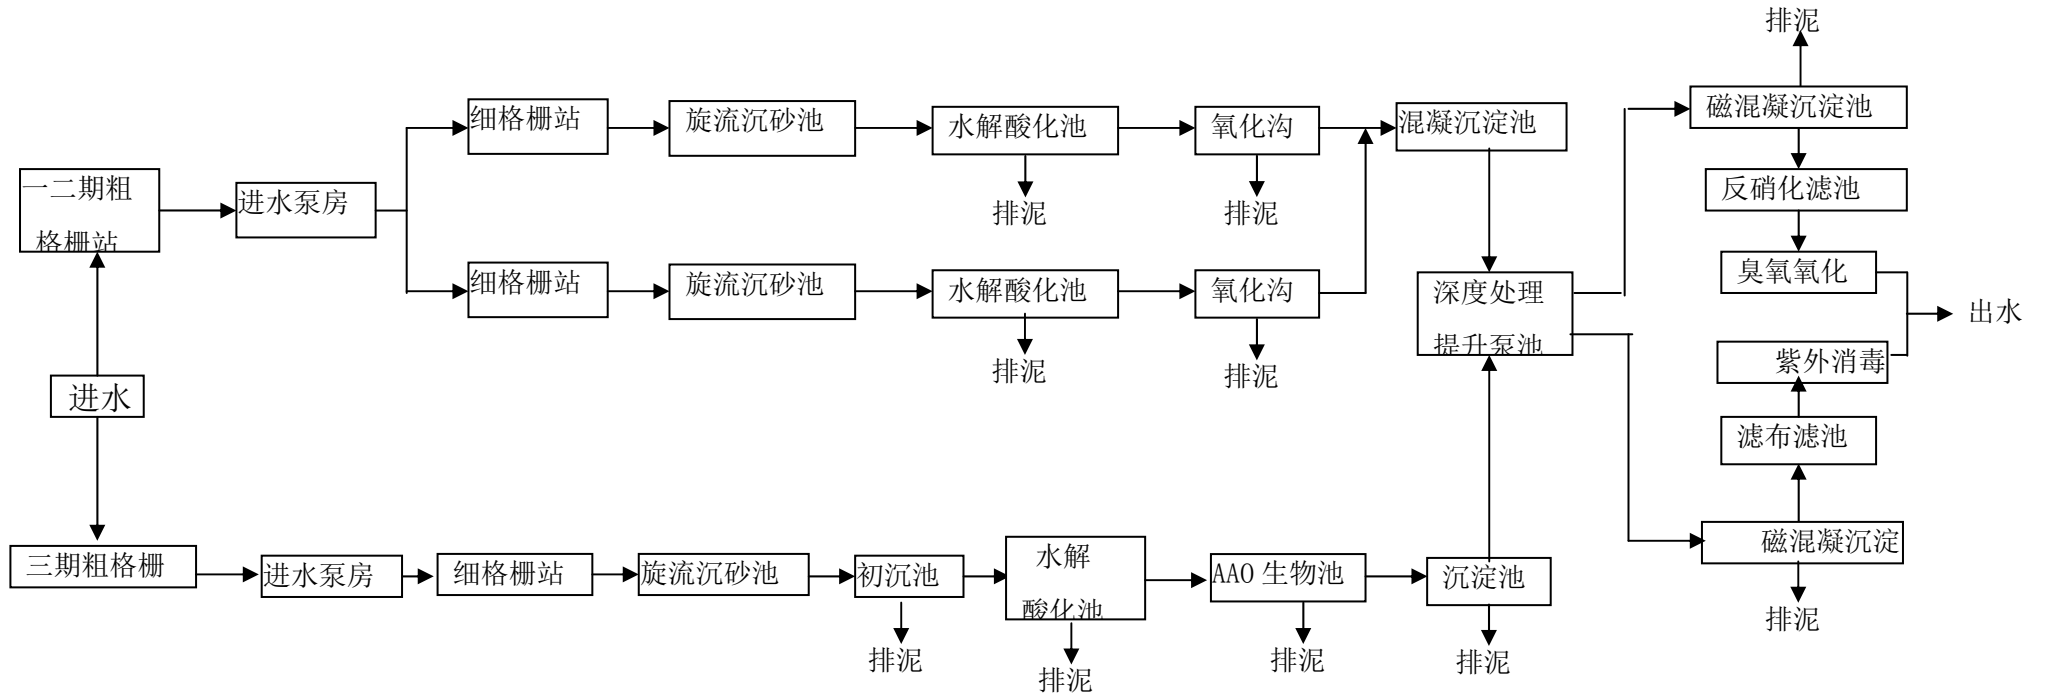 排泥
细格栅站
旋流沉砂池
水解酸化池
氧化沟
混凝沉淀池
磁混凝沉淀池
一二期粗
格栅站
进水泵房
排泥
排泥
反硝化滤池
细格栅站
旋流沉砂池
水解酸化池
氧化沟
深度处理
提升泵池
臭氧氧化
出水
排泥
排泥
紫外消毒
进水
滤布滤池
三期粗格栅
进水泵房
细格栅站
旋流沉砂池
初沉池
水解
酸化池
AAO 生物池
沉淀池
磁混凝沉淀
排泥
排泥
排泥
排泥
排泥